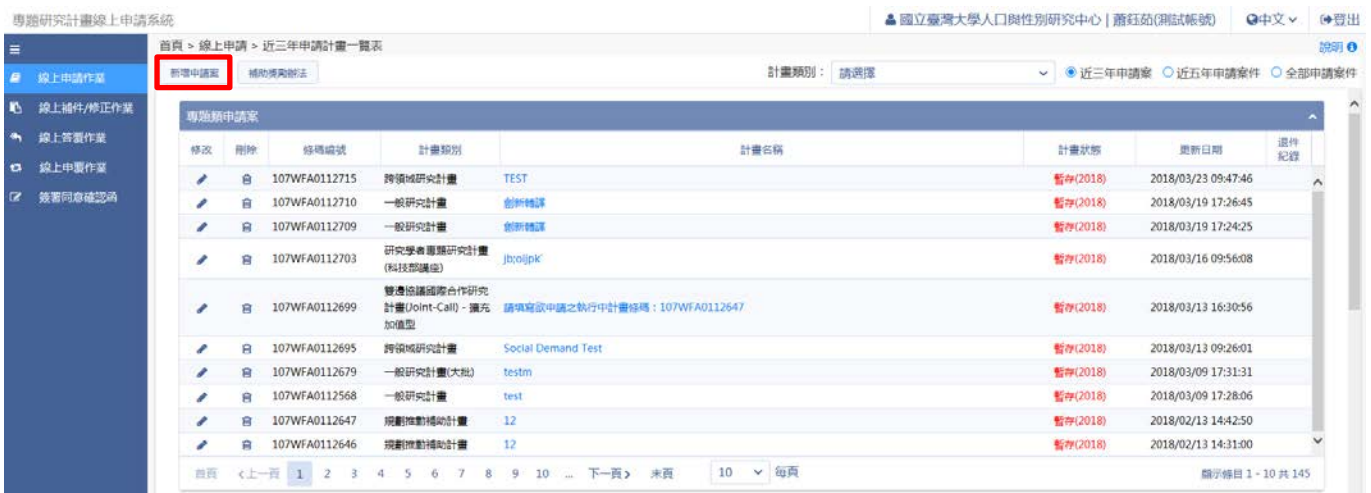 專題研究計畫線上申請系統
國立臺灣大學人口與性別研究中心 | 蕭鈺茹(測試帳號)
中文
登出
首頁 > 線上申請 > 近三年申請計畫一覽表
說明
線上申請作業
線上補件/修正作業
線上答覆作業
線上申覆作業
簽署同意確認函
新增申請案
補助獎勵辦法
計畫類別： 請選擇
近三年申請案 近五年申請案件 全部申請案件
專題類申請案
修改 刪除 條碼編號 計畫類別 計畫名稱 計畫狀態 更新日期 退件紀錄
107WFA0112715 跨領域研究計畫 TEST 暫存(2018) 2018/03/23 09:47:46
107WFA0112710 一般研究計畫 創新轉譯 暫存(2018) 2018/03/19 17:26:45
107WFA0112709 一般研究計畫 創新轉譯 暫存(2018) 2018/03/19 17:24:25
107WFA0112703 研究學者專題研究計畫(科技部講座) jb;oijpk' 暫存(2018) 2018/03/16 09:56:08
107WFA0112699 雙邊協議國際合作研究計畫(Joint-Call) - 擴充加值型 請填寫欲申請之執行中計畫條碼：107WFA0112647 暫存(2018) 2018/03/13 16:30:56
107WFA0112695 跨領域研究計畫 Social Demand Test 暫存(2018) 2018/03/13 09:26:01
107WFA0112679 一般研究計畫(大批) testm 暫存(2018) 2018/03/09 17:31:31
107WFA0112568 一般研究計畫 test 暫存(2018) 2018/03/09 17:28:06
107WFA0112647 規劃推動補助計畫 12 暫存(2018) 2018/02/13 14:42:50
107WFA0112646 規劃推動補助計畫 12 暫存(2018) 2018/02/13 14:31:00
首頁 <上一頁 1 2 3 4 5 6 7 8 9 10 ... 下一頁> 末頁 10 每頁
顯示條目 1 - 10 共 145